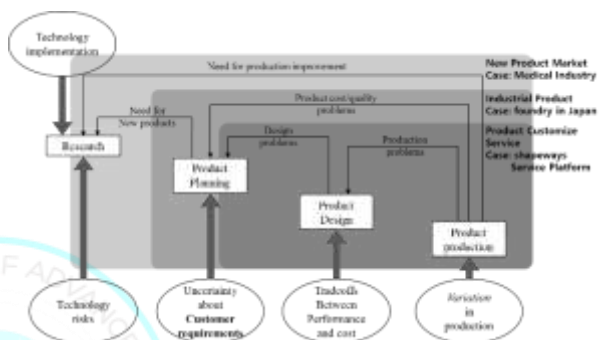 Technology
implementation
Need for production improvement
New Product Market
Case: Medical Industry
Product cost/quality
problems
Industrial Product
Case: foundry in Japan
Need for
New products
Design
problems
Production
problems
Product Customize
Service
Case: shapeways
Service Platform
Research
Product
Planning
Product
Design
Product
production
Technology
risks
Uncertainty
about
Customer
requirements
Tradeoffs
Between
Performance
and cost
Variation
in
production
F ADVANC